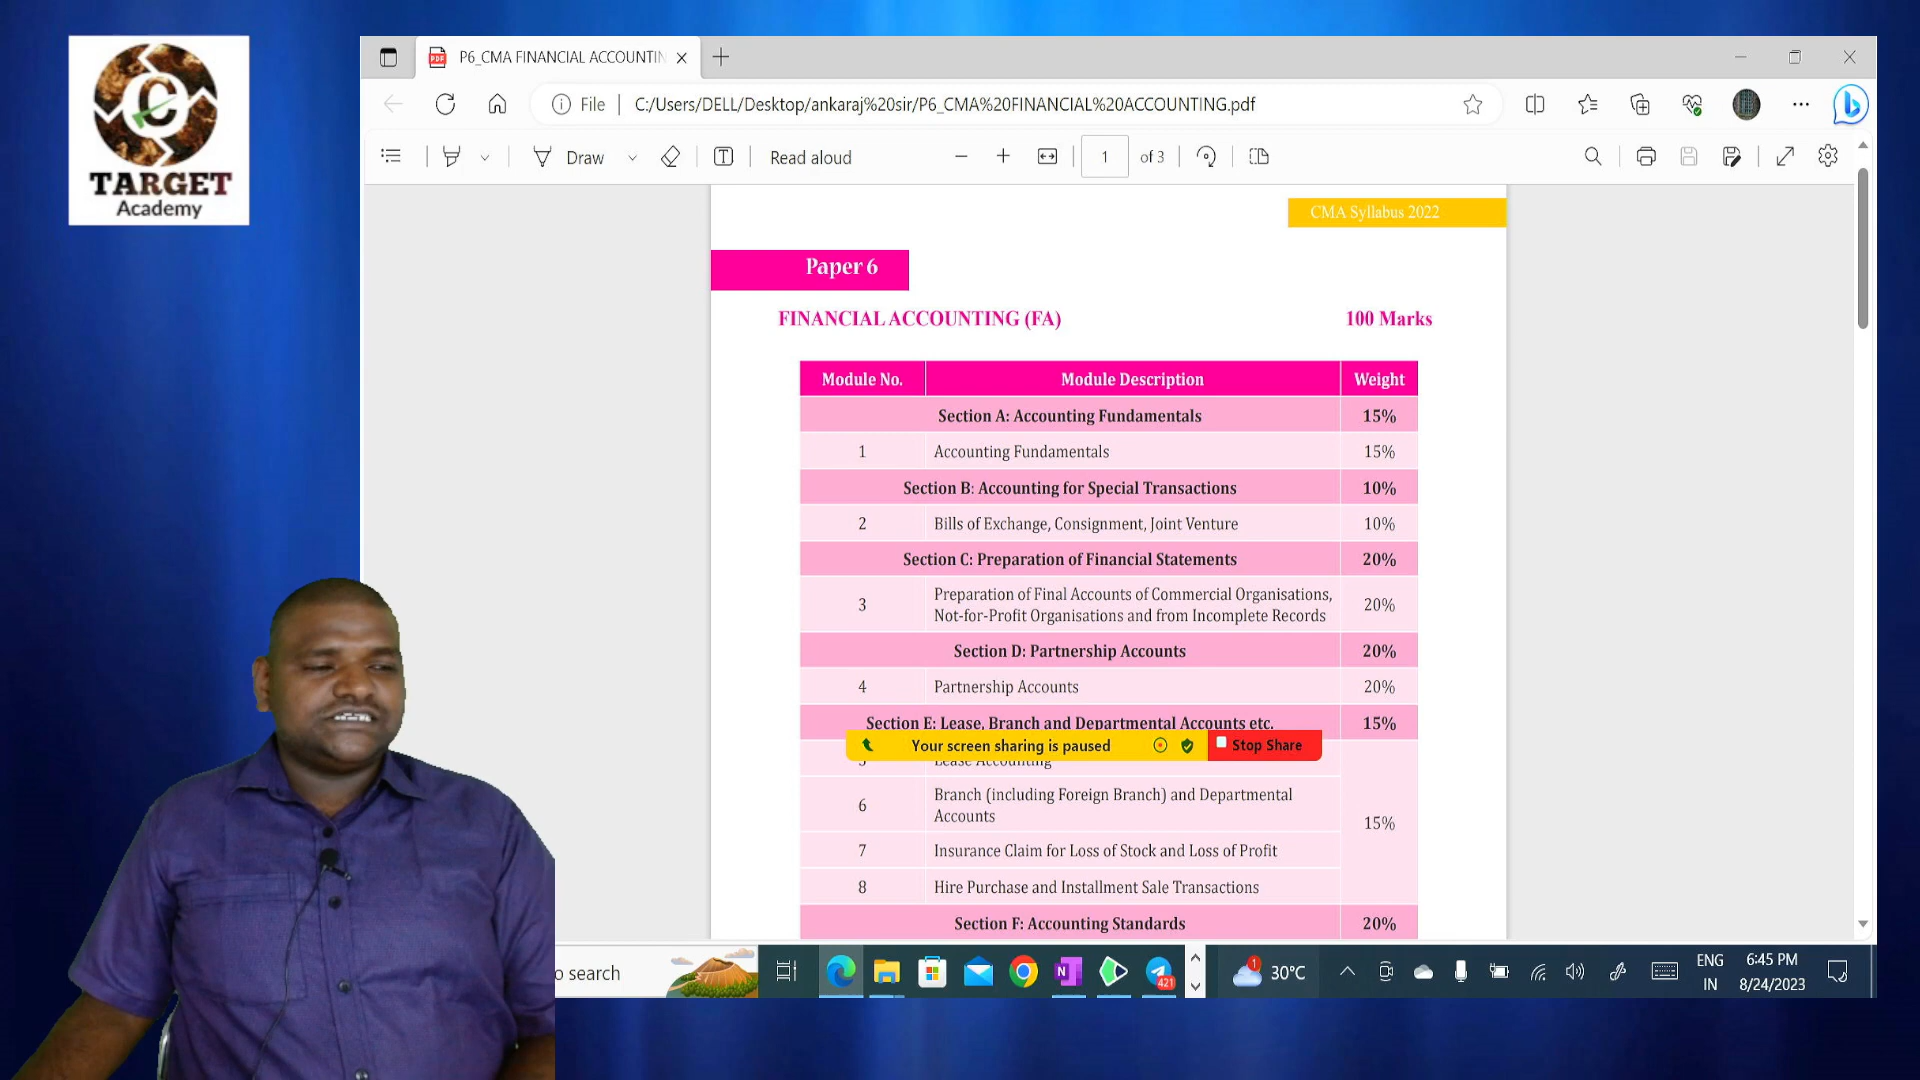 C
TARGET
Academy
P6_CMA FINANCIAL ACCOUNTIN
File
C:/Users/DELL/Desktop/ankaraj%20sir/P6_CMA%20FINANCIAL%20ACCOUNTING.pdf
Draw
Read aloud
1
of 3
CMA Syllabus 2022
Paper 6
FINANCIAL ACCOUNTING (FA)
100 Marks
Module No. Module Description Weight
Section A: Accounting Fundamentals 15%
1 Accounting Fundamentals 15%
Section B: Accounting for Special Transactions 10%
2 Bills of Exchange, Consignment, Joint Venture 10%
Section C: Preparation of Financial Statements 20%
3 Preparation of Final Accounts of Commercial Organisations,
Not-for-Profit Organisations and from Incomplete Records 20%
Section D: Partnership Accounts 20%
4 Partnership Accounts 20%
Section E: Lease, Branch and Departmental Accounts etc. 15%
Your screen sharing is paused
Stop Share
5 Lease Accounting
6 Branch (including Foreign Branch) and Departmental
Accounts
15%
7 Insurance Claim for Loss of Stock and Loss of Profit
8 Hire Purchase and Installment Sale Transactions
Section F: Accounting Standards 20%
o search
N
421
1
30°C
ENG
IN
6:45 PM
8/24/2023